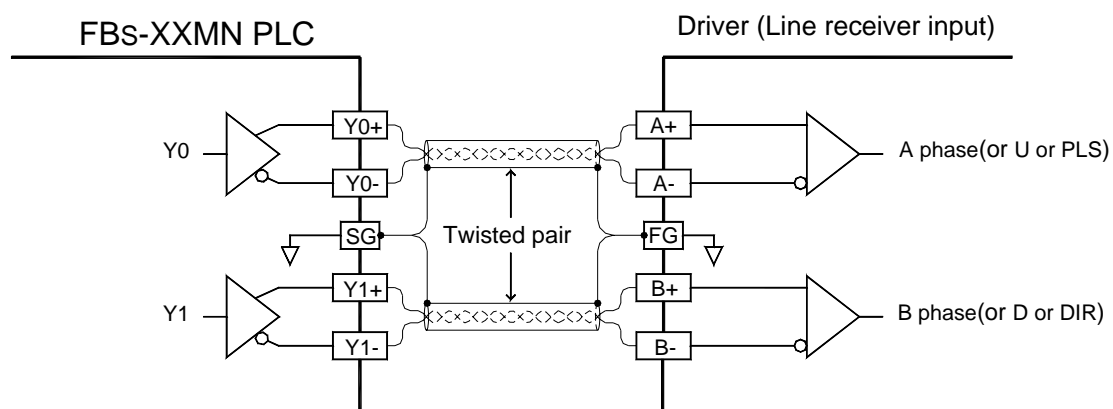 FBs-XXMN PLC
Driver (Line receiver input)
Y0
Y0+
Y0-
A+
A-
A phase(or U or PLS)
SG
Twisted pair
FG
Y1
Y1+
Y1-
B+
B-
B phase(or D or DIR)